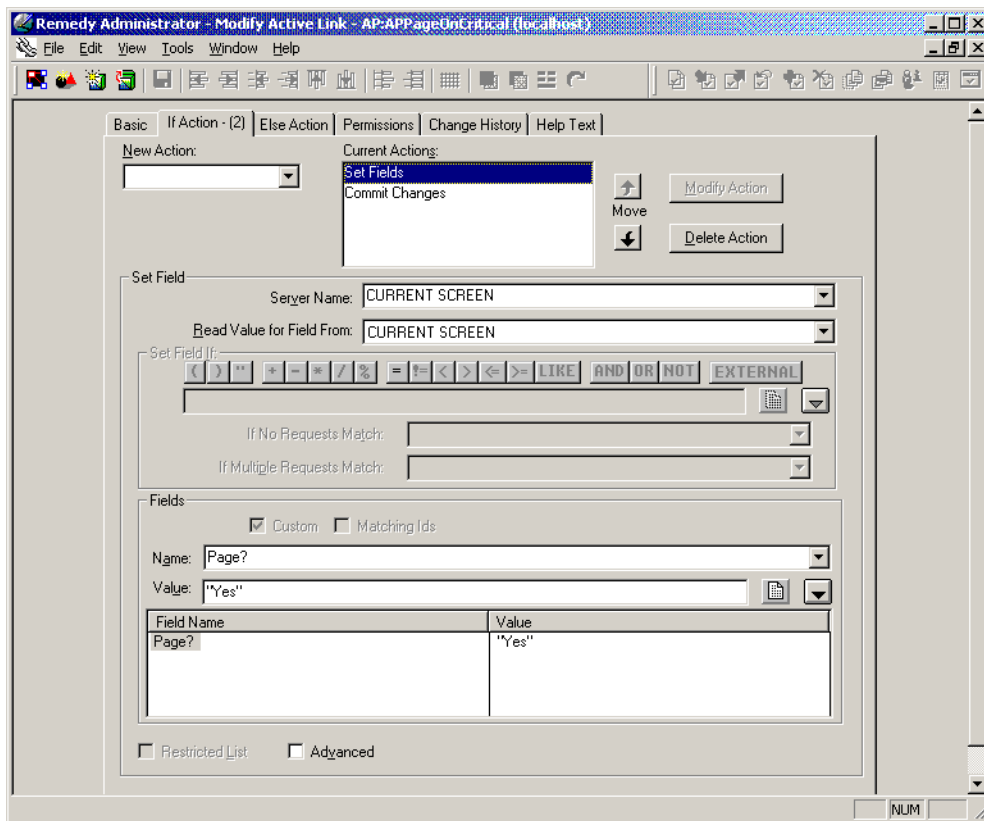 Remedy Administrator - Modify Active Link - AP:APPageOnCritical (localhost)
File Edit View Tools Window Help
Basic If Action - (2) Else Action Permissions Change History Help Text
New Action: Current Actions:
Set Fields
Commit Changes
Modify Action
Move
Delete Action
Set Field
Server Name: CURRENT SCREEN
Read Value for Field From: CURRENT SCREEN
Set Field If:
( ) " + - * / % = != < > <= >= LIKE AND OR NOT EXTERNAL
If No Requests Match:
If Multiple Requests Match:
Fields
Custom Matching Ids
Name: Page?
Value: "Yes"
Field Name Value
Page? "Yes"
Restricted List Advanced
NUM